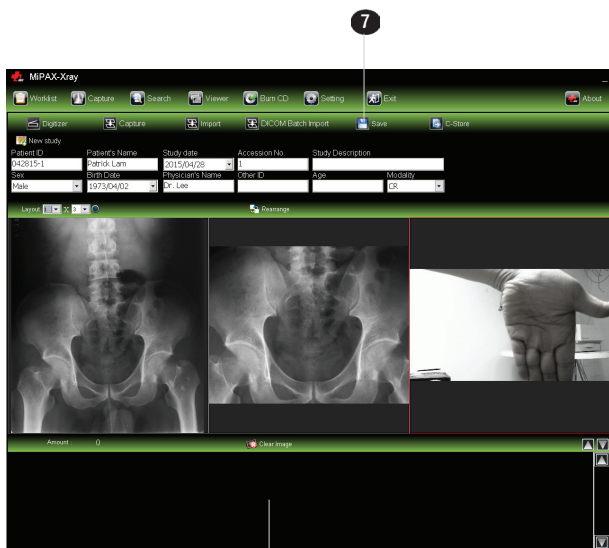 7
MiPAX-Xray
Worklist Capture Search Viewer Burn CD Setting Exit About
Digitizer Capture Import DICOM Batch Import Save C-Store
New study
Patient ID Patient's Name Study date Accession No. Study Description
042815-1 Patrick Lam 2015/04/28 1
Sex Birth Date Physician's Name Other ID Age Modality
Male 1973/04/02 Dr. Lee CR
Layout 1 X 3 Rearrange
Amount : 0 Clear Image